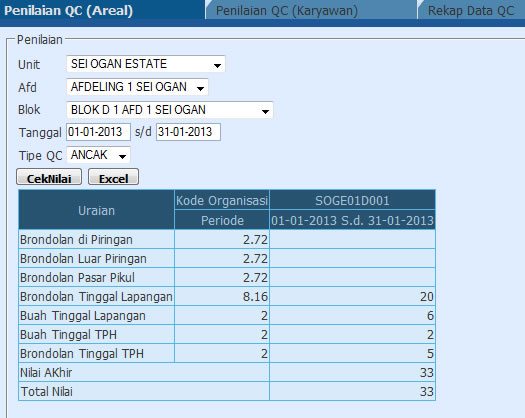 Penilaian QC (Areal) Penilaian QC (Karyawan) Rekap Data QC
Penilaian
Unit SEI OGAN ESTATE
Afd AFDELING 1 SEI OGAN
Blok BLOK D 1 AFD 1 SEI OGAN
Tanggal 01-01-2013 s/d 31-01-2013
Tipe QC ANCAK
CekNilai Excel
Uraian Kode Organisasi SOGE01D001
Periode 01-01-2013 S.d. 31-01-2013
Brondolan di Piringan 2.72
Brondolan Luar Piringan 2.72
Brondolan Pasar Pikul 2.72
Brondolan Tinggal Lapangan 8.16 20
Buah Tinggal Lapangan 2 6
Buah Tinggal TPH 2 2
Brondolan Tinggal TPH 2 5
Nilai AKhir 33
Total Nilai 33